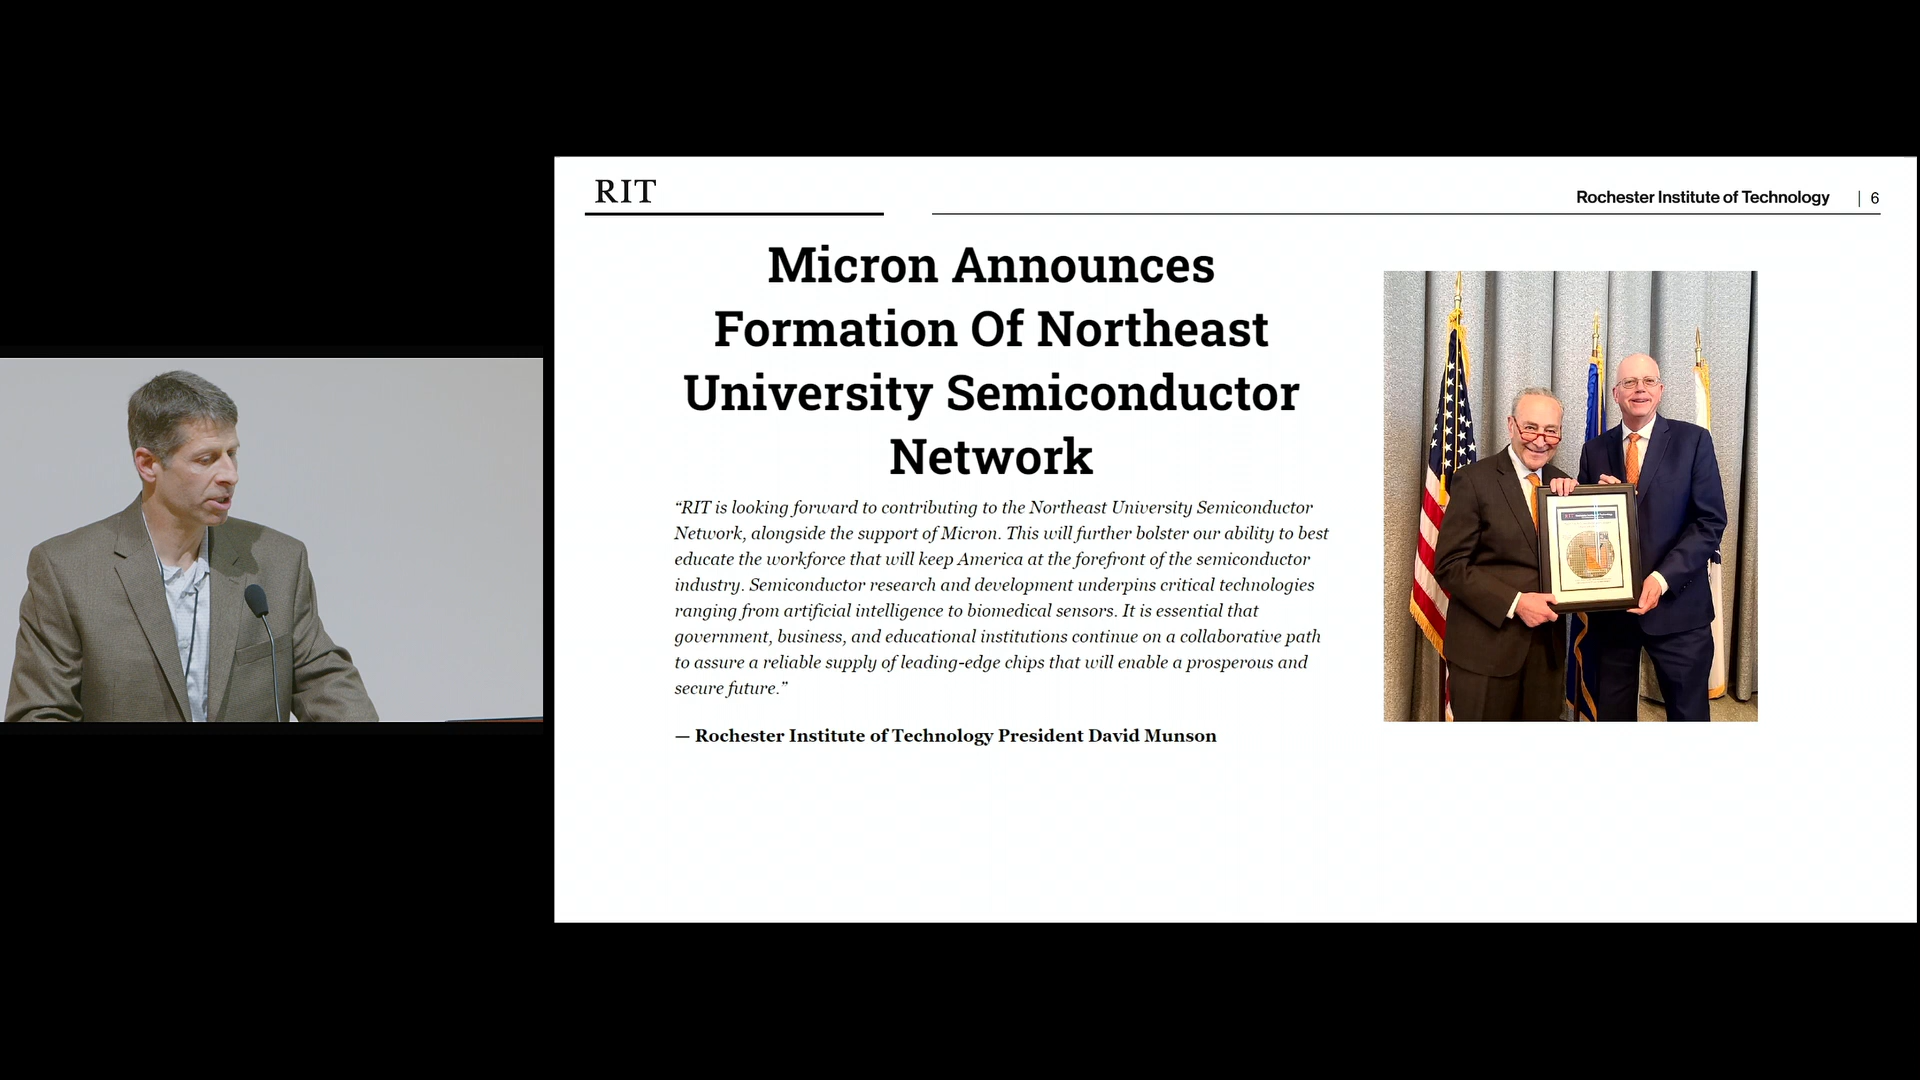 RIT
Rochester Institute of Technology | 6
Micron Announces
Formation Of Northeast
University Semiconductor
Network
“RIT is looking forward to contributing to the Northeast University Semiconductor
Network, alongside the support of Micron. This will further bolster our ability to best
educate the workforce that will keep America at the forefront of the semiconductor
industry. Semiconductor research and development underpins critical technologies
ranging from artificial intelligence to biomedical sensors. It is essential that
government, business, and educational institutions continue on a collaborative path
to assure a reliable supply of leading-edge chips that will enable a prosperous and
secure future.”
— Rochester Institute of Technology President David Munson